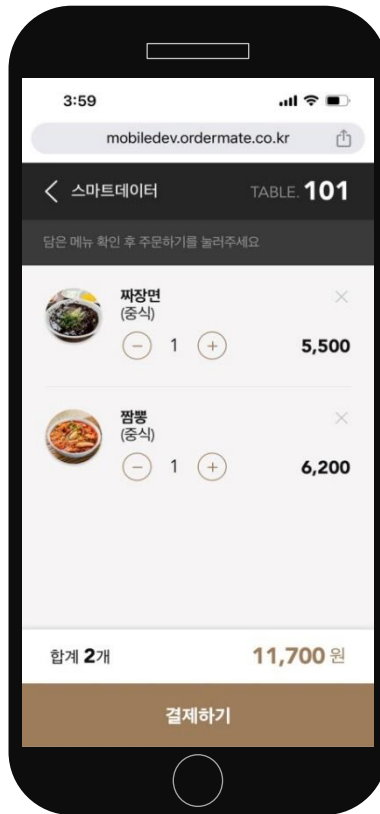 3:59
mobiledev.ordermate.co.kr
스마트데이터 TABLE. 101
담은 메뉴 확인 후 주문하기를 눌러주세요
짜장면
(중식)
1 5,500
짬뽕
(중식)
1 6,200
합계 2개 11,700 원
결제하기